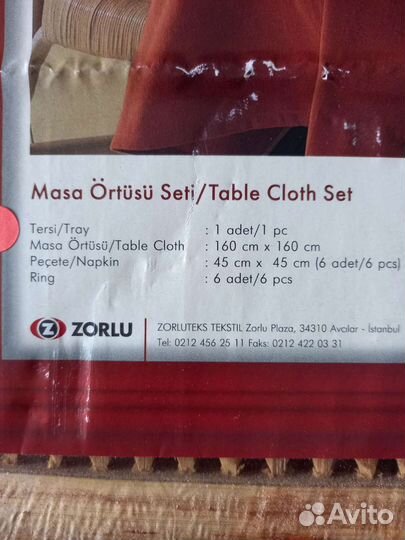 Masa Örtüsü Seti/Table Cloth Set
Tersi/Tray : 1 adet/1 pc
Masa Örtüsü/Table Cloth : 160 cm x 160 cm
Peçete/Napkin : 45 cm x 45 cm (6 adet/6 pcs)
Ring : 6 adet/6 pcs
ZORLU
ZORLUTEKS TEKSTIL Zorlu Plaza, 34310 Avcılar - İstanbul
Tel: 0212 456 25 11 Faks: 0212 422 03 31
Avito